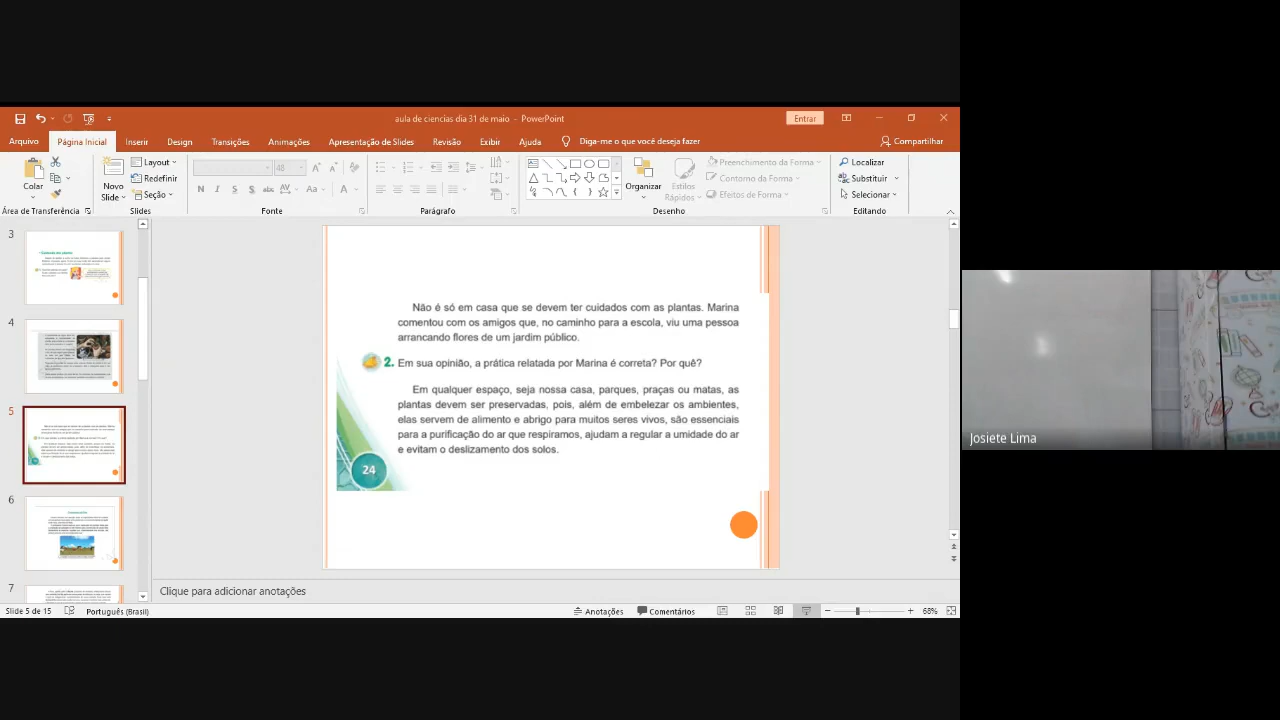 aula de ciencias dia 31 de maio - PowerPoint
Entrar
Arquivo
Página Inicial
Inserir
Design
Transições
Animações
Apresentação de Slides
Revisão
Exibir
Ajuda
Diga-me o que você deseja fazer
Compartilhar
Colar
Novo
Slide
Layout
Redefinir
Seção
48
Organizar
Estilos
Rápidos
Preenchimento da Forma
Contorno da Forma
Efeitos de Forma
Localizar
Substituir
Selecionar
Área de Transferência
Slides
Fonte
Parágrafo
Desenho
Editando
3
4
5
6
7
Não é só em casa que se devem ter cuidados com as plantas. Marina
comentou com os amigos que, no caminho para a escola, viu uma pessoa
arrancando flores de um jardim público.
2. Em sua opinião, a prática relatada por Marina é correta? Por quê?
Em qualquer espaço, seja nossa casa, parques, praças ou matas, as
plantas devem ser preservadas, pois, além de embelezar os ambientes,
elas servem de alimento e abrigo para muitos seres vivos, são essenciais
para a purificação do ar que respiramos, ajudam a regular a umidade do ar
e evitam o deslizamento dos solos.
24
Clique para adicionar anotações
Slide 5 de 15
Português (Brasil)
Anotações
Comentários
68%
Josiete Lima